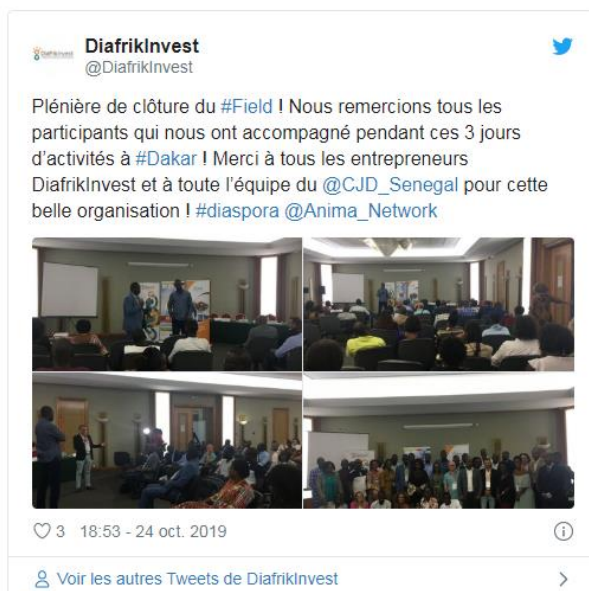 DiafrikInvest
@DiafrikInvest
Plénière de clôture du #Field ! Nous remercions tous les
participants qui nous ont accompagné pendant ces 3 jours
d'activités à #Dakar ! Merci à tous les entrepreneurs
DiafrikInvest et à toute l'équipe du @CJD_Senegal pour cette
belle organisation ! #diaspora @Anima_Network
3 18:53 - 24 oct. 2019
Voir les autres Tweets de DiafrikInvest